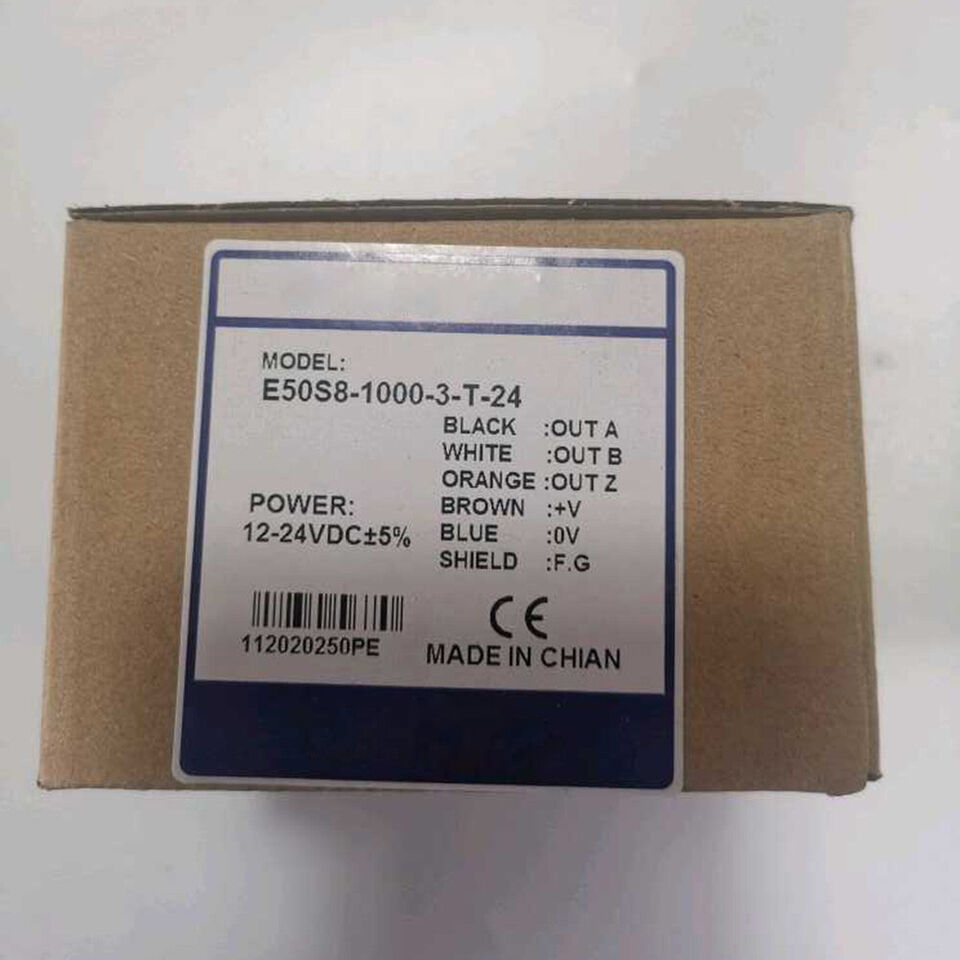 MODEL:
E50S8-1000-3-T-24
BLACK :OUT A
WHITE :OUT B
ORANGE :OUT Z
POWER: BROWN :+V
12-24VDC±5% BLUE :0V
SHIELD :F.G
CE
112020250PE MADE IN CHIAN